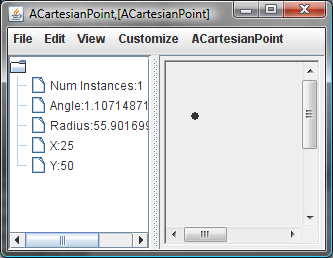 ACartesianPoint,[ACartesianPoint]
File Edit View Customize ACartesianPoint
Num Instances:1
Angle:1.10714871
Radius:55.901699
X:25
Y:50